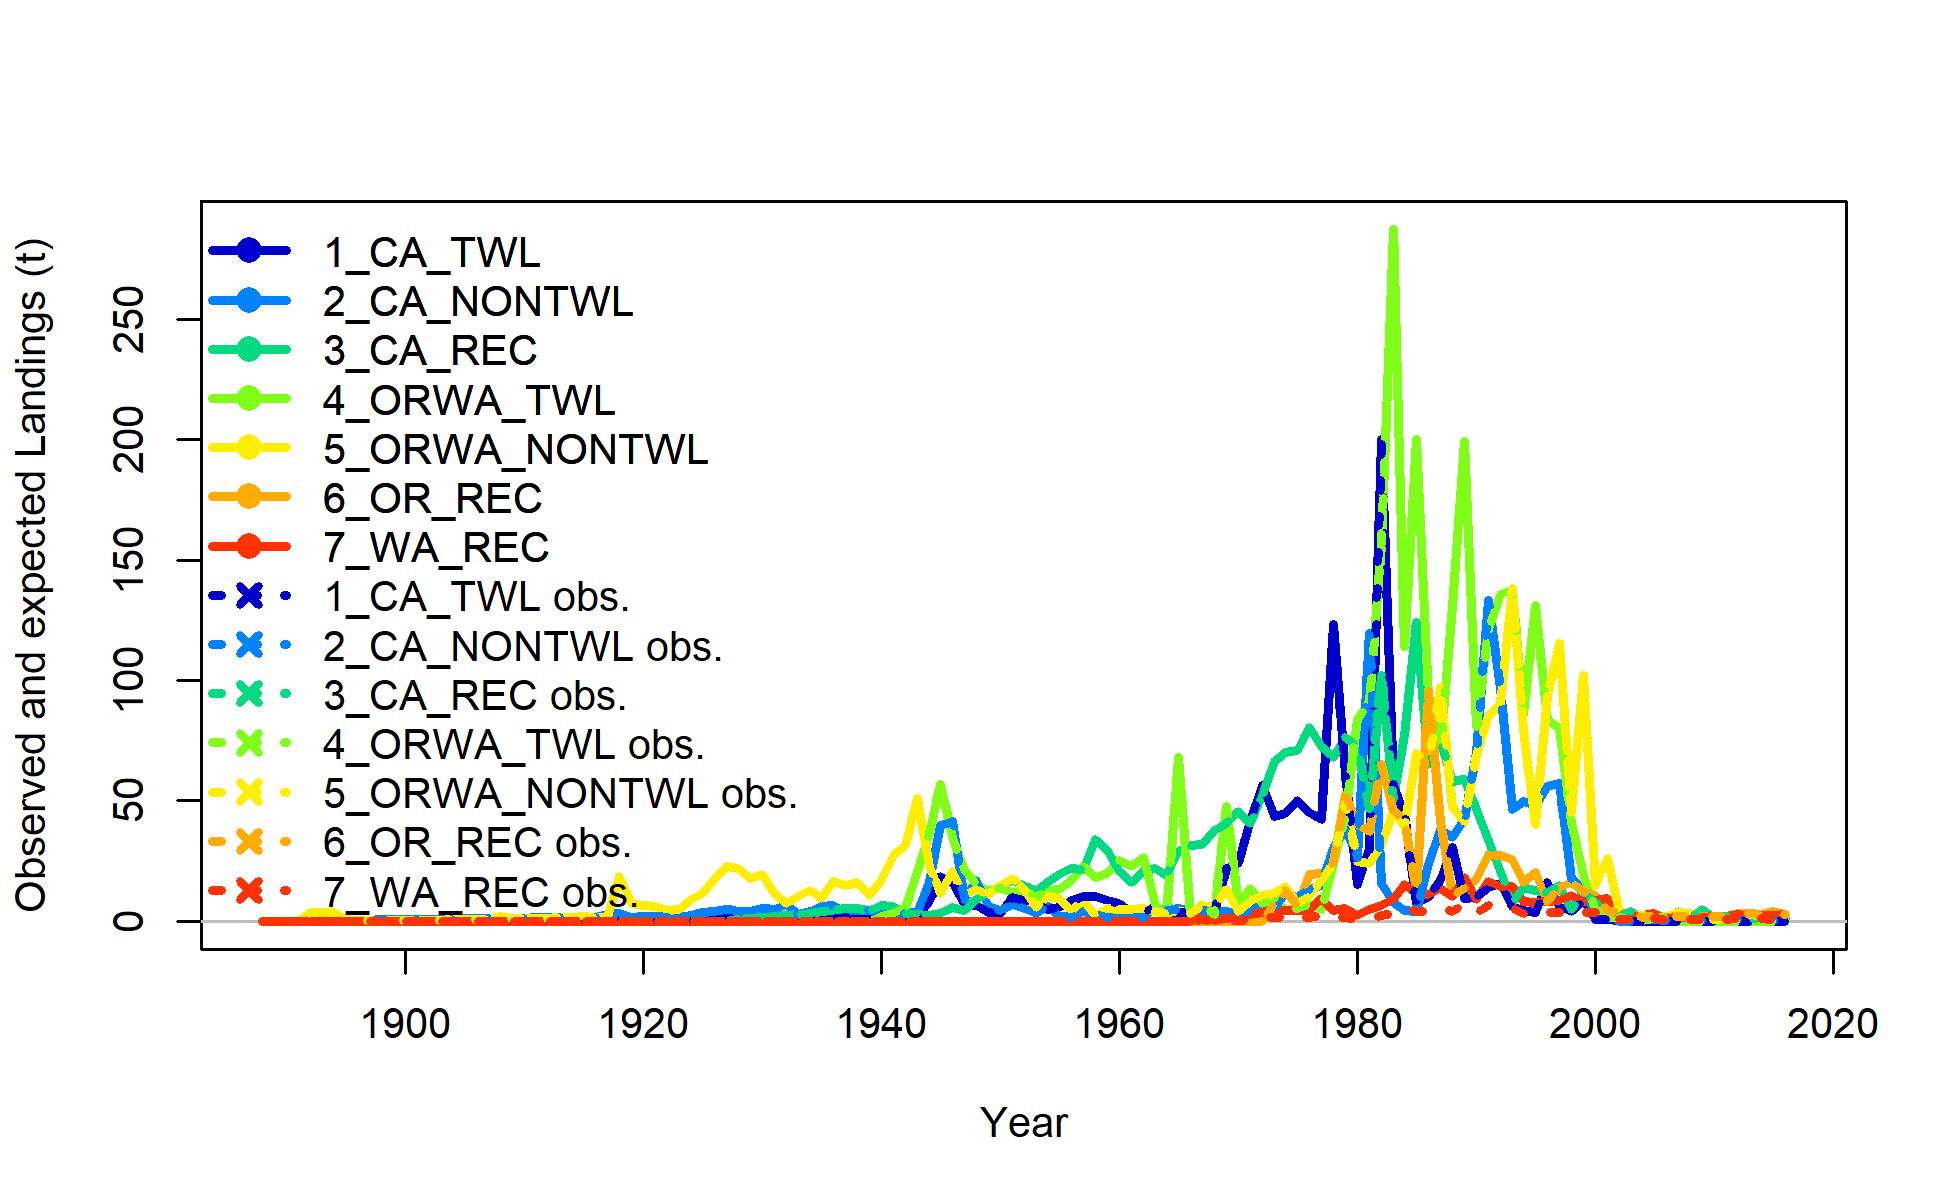 Observed and expected Landings (t)
250
200
150
100
50
0
1_CA_TWL
2_CA_NONTWL
3_CA_REC
4_ORWA_TWL
5_ORWA_NONTWL
6_OR_REC
7_WA_REC
1_CA_TWL obs.
2_CA_NONTWL obs.
3_CA_REC obs.
4_ORWA_TWL obs.
5_ORWA_NONTWL obs.
6_OR_REC obs.
7_WA_REC obs.
1900 1920 1940 1960 1980 2000 2020
Year